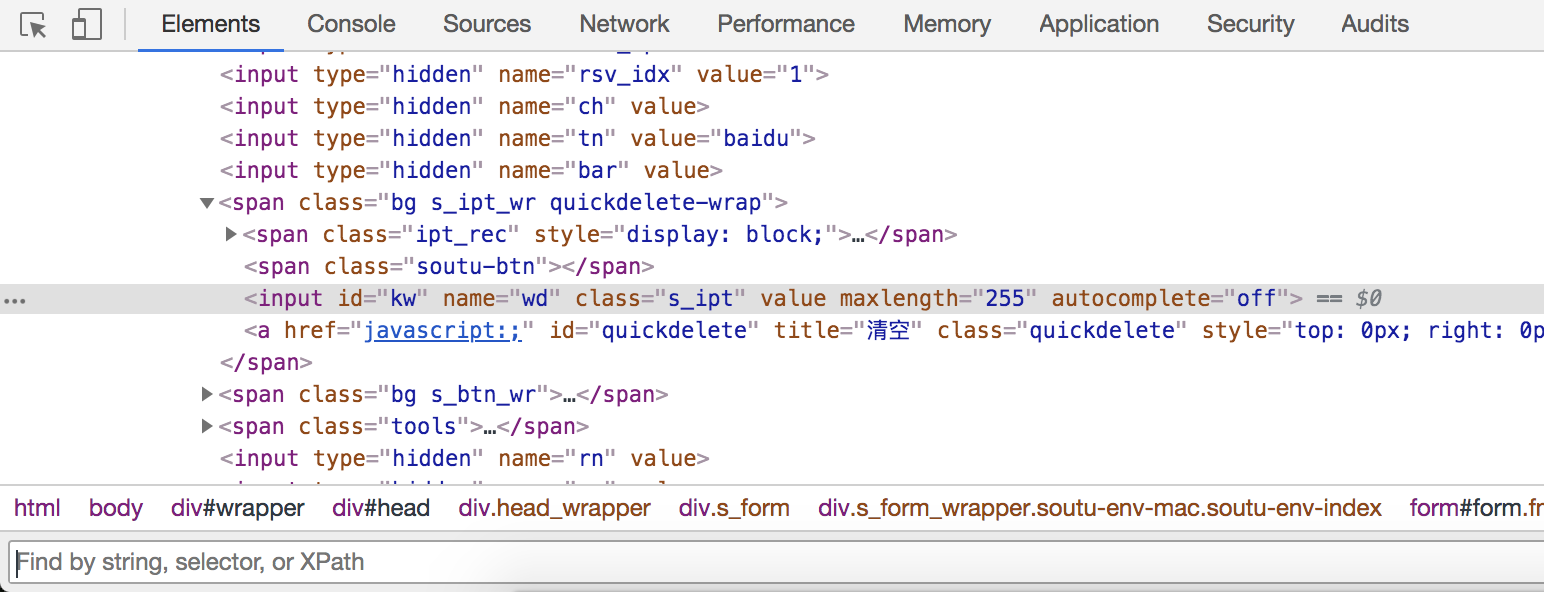 Elements Console Sources Network Performance Memory Application Security Audits
<input type="hidden" name="rsv_idx" value="1">
<input type="hidden" name="ch" value>
<input type="hidden" name="tn" value="baidu">
<input type="hidden" name="bar" value>
▼<span class="bg s_ipt_wr quickdelete-wrap">
▶<span class="ipt_rec" style="display: block;">…</span>
<span class="soutu-btn"></span>
… <input id="kw" name="wd" class="s_ipt" value maxlength="255" autocomplete="off"> == $0
<a href="javascript:;" id="quickdelete" title="清空" class="quickdelete" style="top: 0px; right: 0p
</span>
▶<span class="bg s_btn_wr">…</span>
▶<span class="tools">…</span>
<input type="hidden" name="rn" value>
html body div#wrapper div#head div.head_wrapper div.s_form div.s_form_wrapper.soutu-env-mac.soutu-env-index form#form.fr
Find by string, selector, or XPath